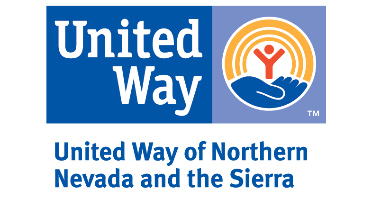 United
Way
TM
United Way of Northern
Nevada and the Sierra